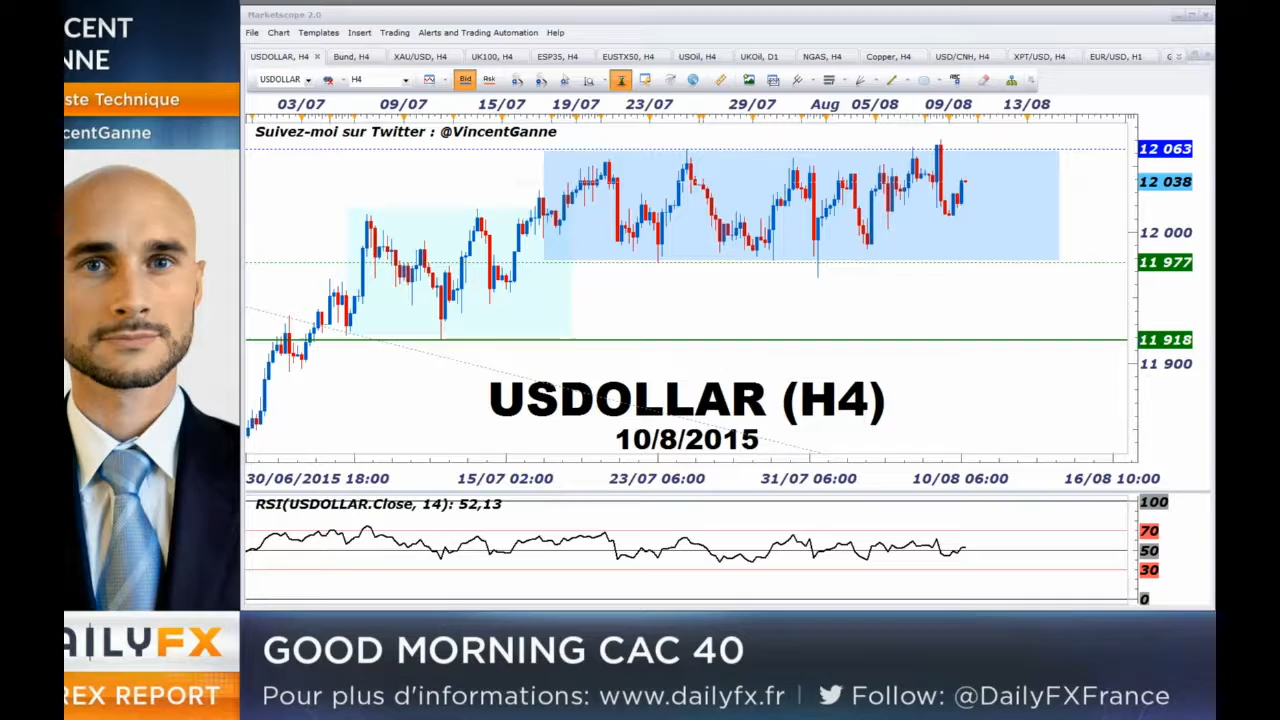 CENT
NNE
ste Technique
centGanne
Marketscope 2.0
File Chart Templates Insert Trading Alerts and Trading Automation Help
USDOLLAR, H4 Bund, H4 XAU/USD, H4 UK100, H4 ESP35, H4 EUSTX50, H4 USOil, H4 UKOil, D1 NGAS, H4 Copper, H4 USD/CNH, H4 XPT/USD, H4 EUR/USD, H1
USDOLLAR H4 Bid Ask
03/07 09/07 15/07 19/07 23/07 29/07 Aug 05/08 09/08 13/08
Suivez-moi sur Twitter : @VincentGanne
12 063
12 038
12 000
11 977
11 918
11 900
USDOLLAR (H4)
10/8/2015
30/06/2015 18:00 15/07 02:00 23/07 06:00 31/07 06:00 10/08 06:00 16/08 10:00
RSI(USDOLLAR.Close, 14): 52,13
100
70
50
30
0
AILYFX
REX REPORT
GOOD MORNING CAC 40
Pour plus d'informations: www.dailyfx.fr | Follow: @DailyFXFrance